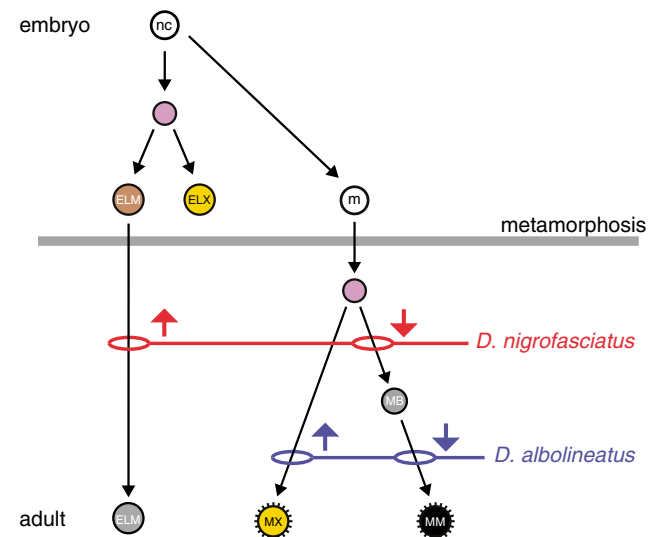 embryo
nc
ELM
ELX
m
metamorphosis
D. nigrofasciatus
MB
D. albolineatus
adult
ELM
MX
MM